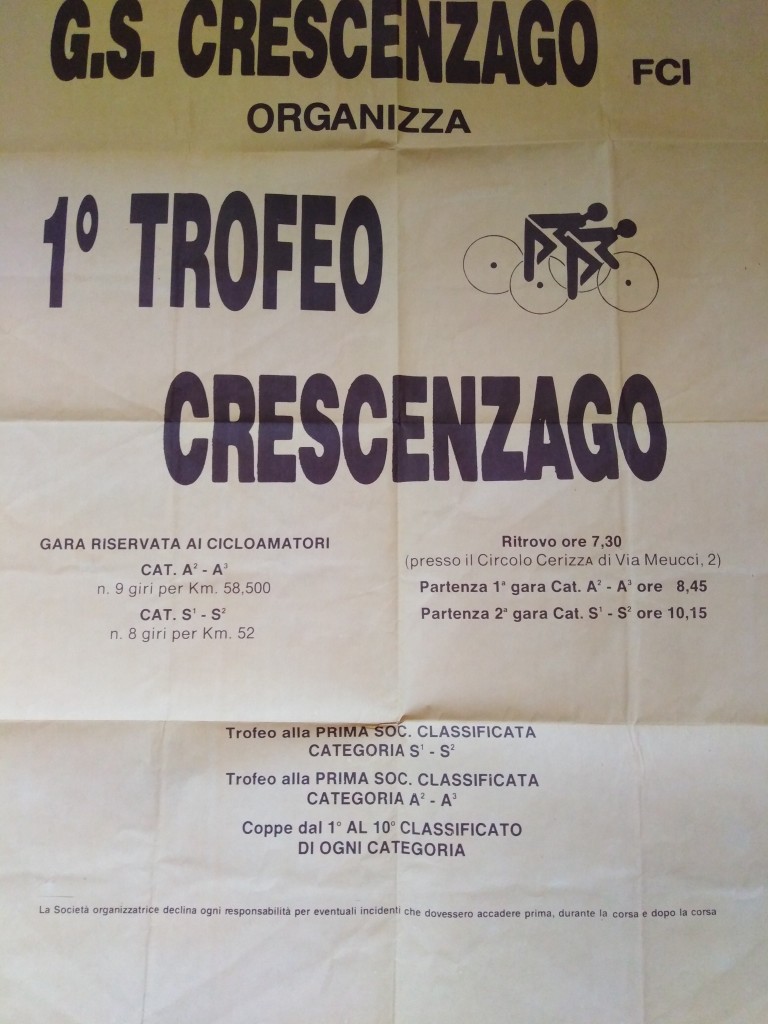 G.S. CRESCENZAGO FCI
ORGANIZZA
1º TROFEO
CRESCENZAGO
GARA RISERVATA AI CICLOAMATORI
CAT. A² - A³
n. 9 giri per Km. 58,500
CAT. S¹ - S²
n. 8 giri per Km. 52
Ritrovo ore 7,30
(presso il Circolo Cerizza di Via Meucci, 2)
Partenza 1ª gara Cat. A² - A³ ore 8,45
Partenza 2ª gara Cat. S¹ - S² ore 10,15
Trofeo alla PRIMA SOC. CLASSIFICATA
CATEGORIA S¹ - S²
Trofeo alla PRIMA SOC. CLASSIFICATA
CATEGORIA A² - A³
Coppe dal 1º AL 10º CLASSIFICATO
DI OGNI CATEGORIA
La Società organizzatrice declina ogni responsabilità per eventuali incidenti che dovessero accadere prima, durante la corsa e dopo la corsa